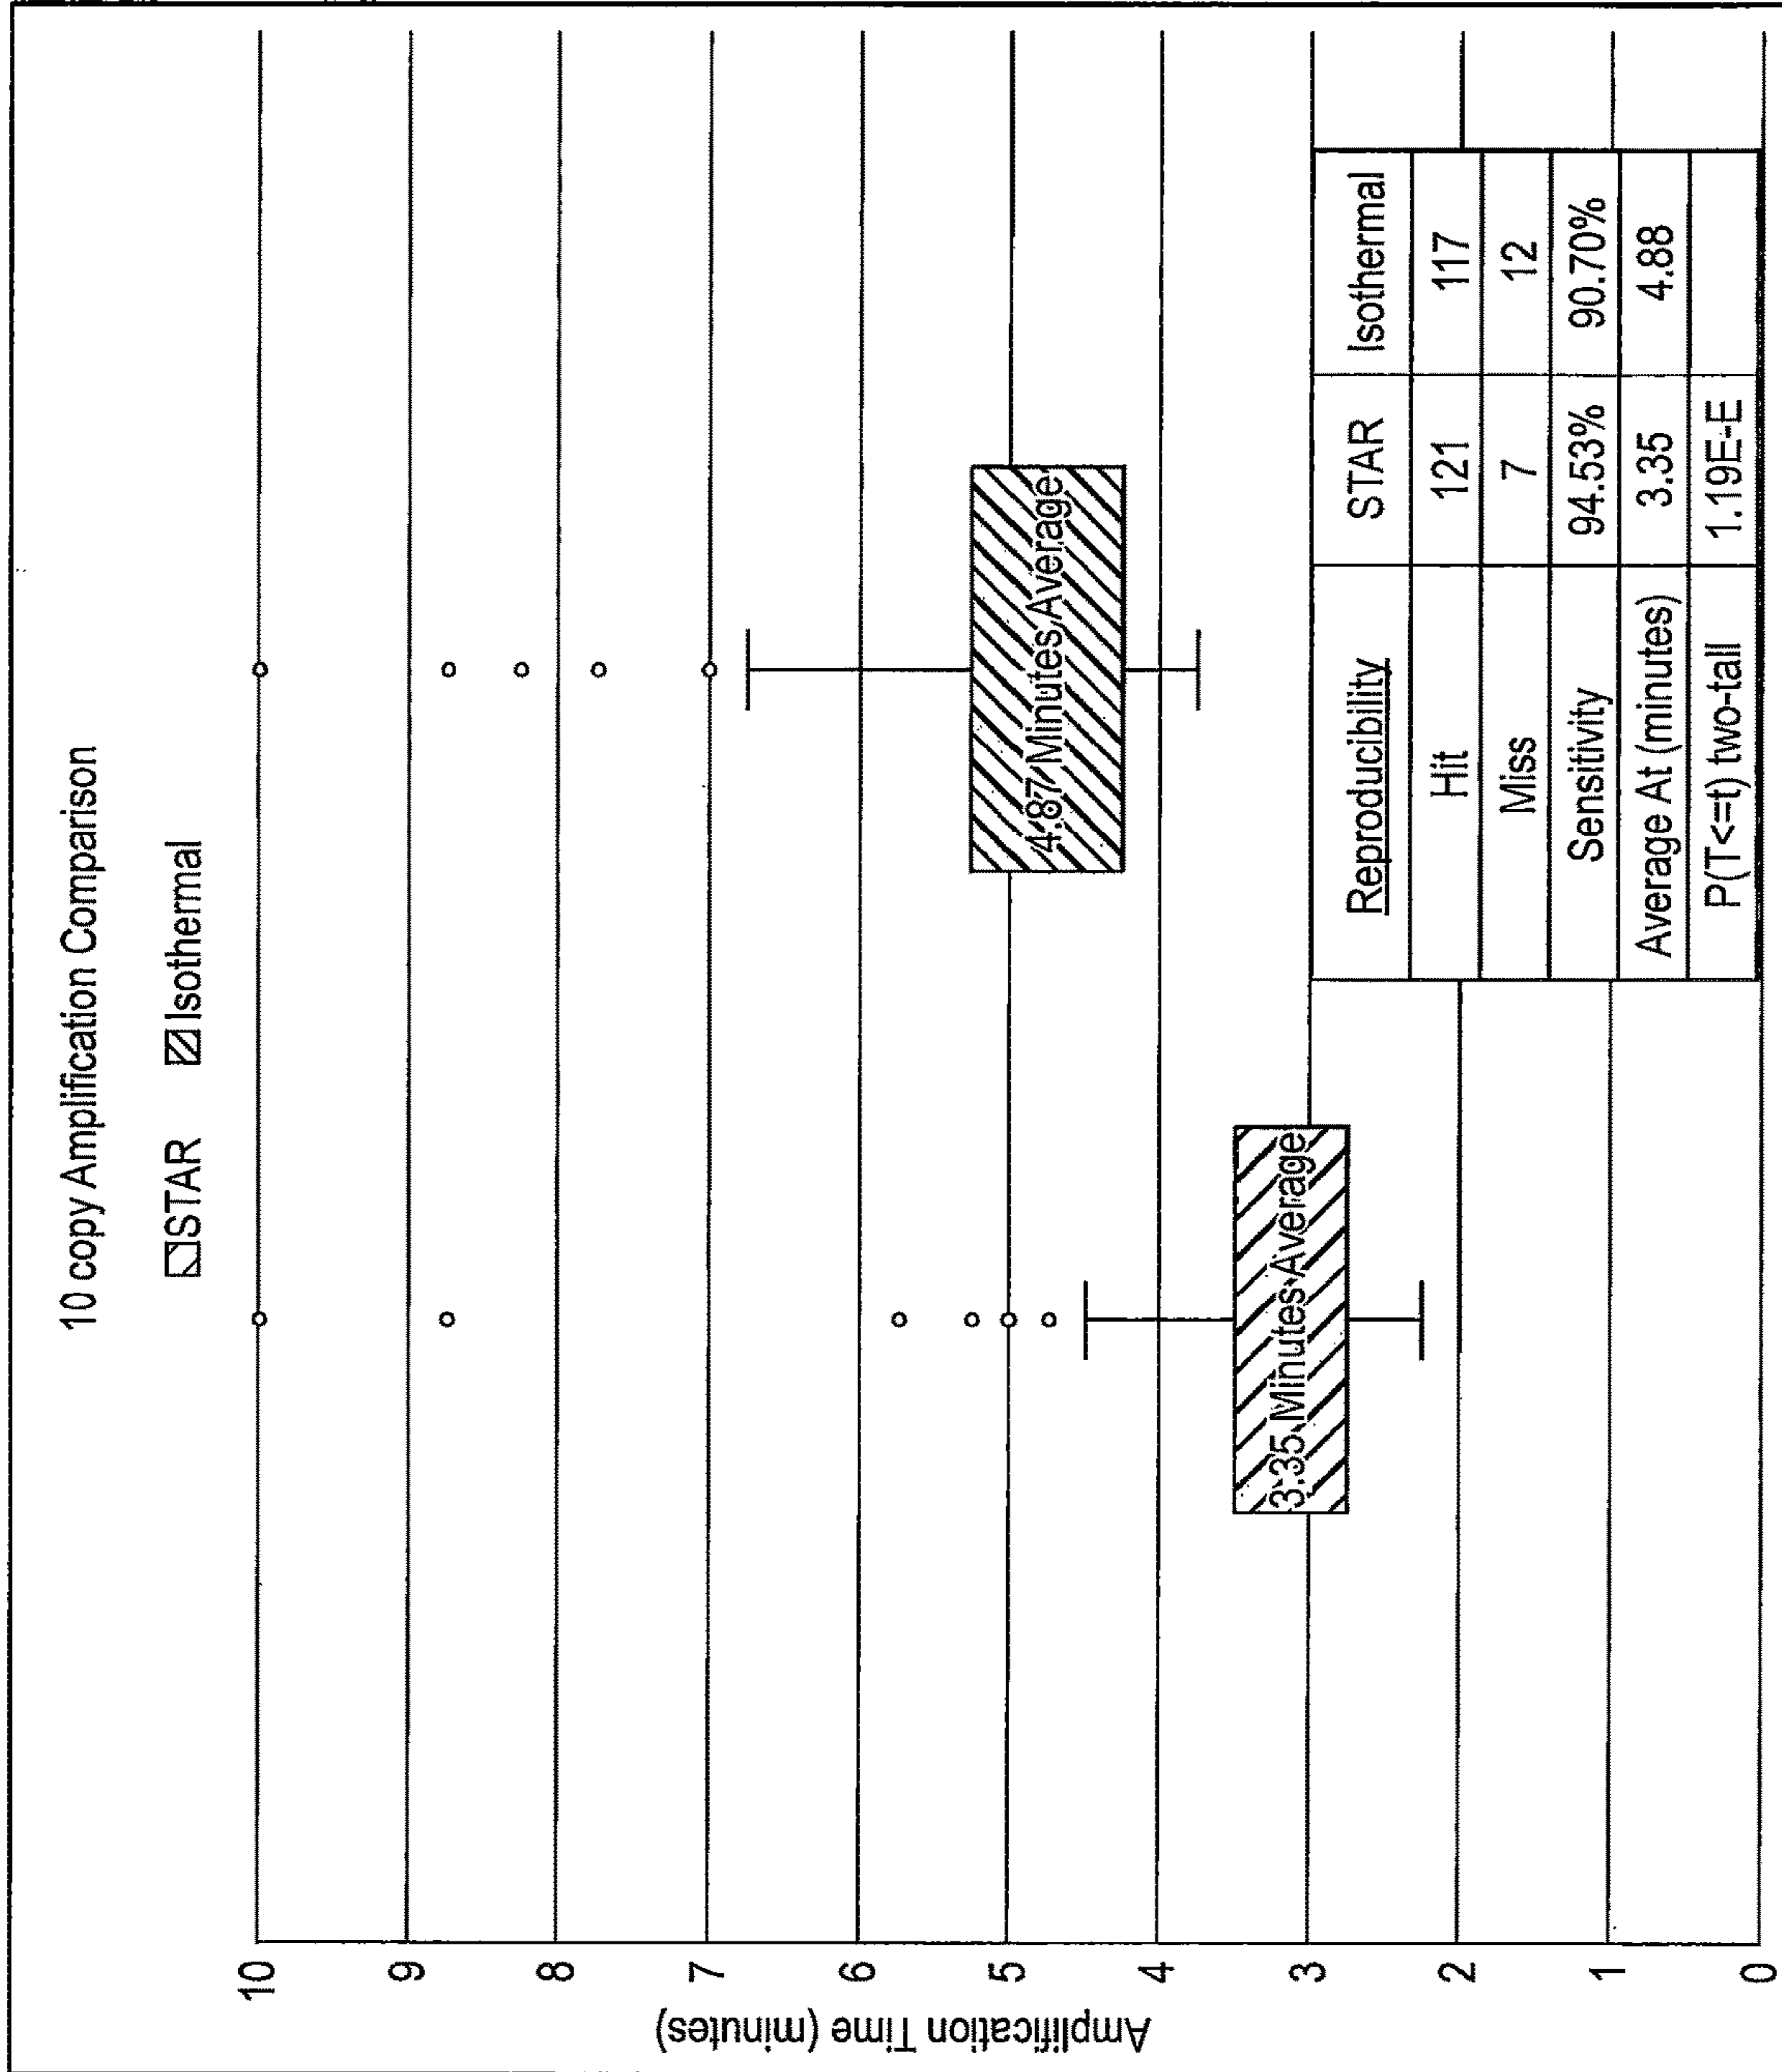 10 copy Amplification Comparison
STAR Isothermal
Amplification Time (minutes)
10
9
8
7
6
5
4
3
2
1
0
3.35 Minutes Average
4.87 Minutes Average
Reproducibility STAR Isothermal
Hit 121 117
Miss 7 12
Sensitivity 94.53% 90.70%
Average At (minutes) 3.35 4.88
P(T<=t) two-tall 1.19E-E